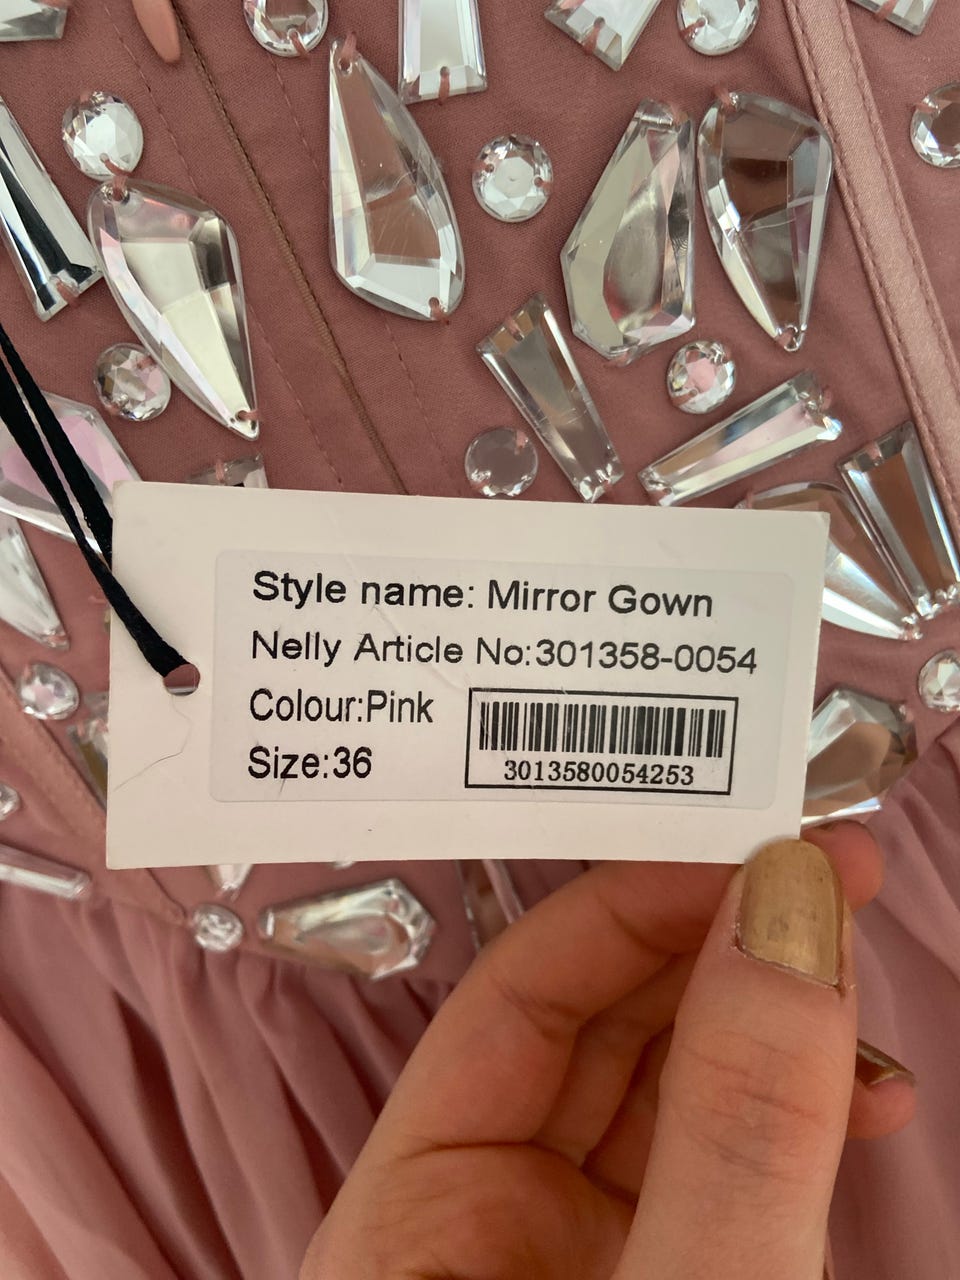 Style name: Mirror Gown
Nelly Article No:301358-0054
Colour:Pink
Size:36
3013580054253